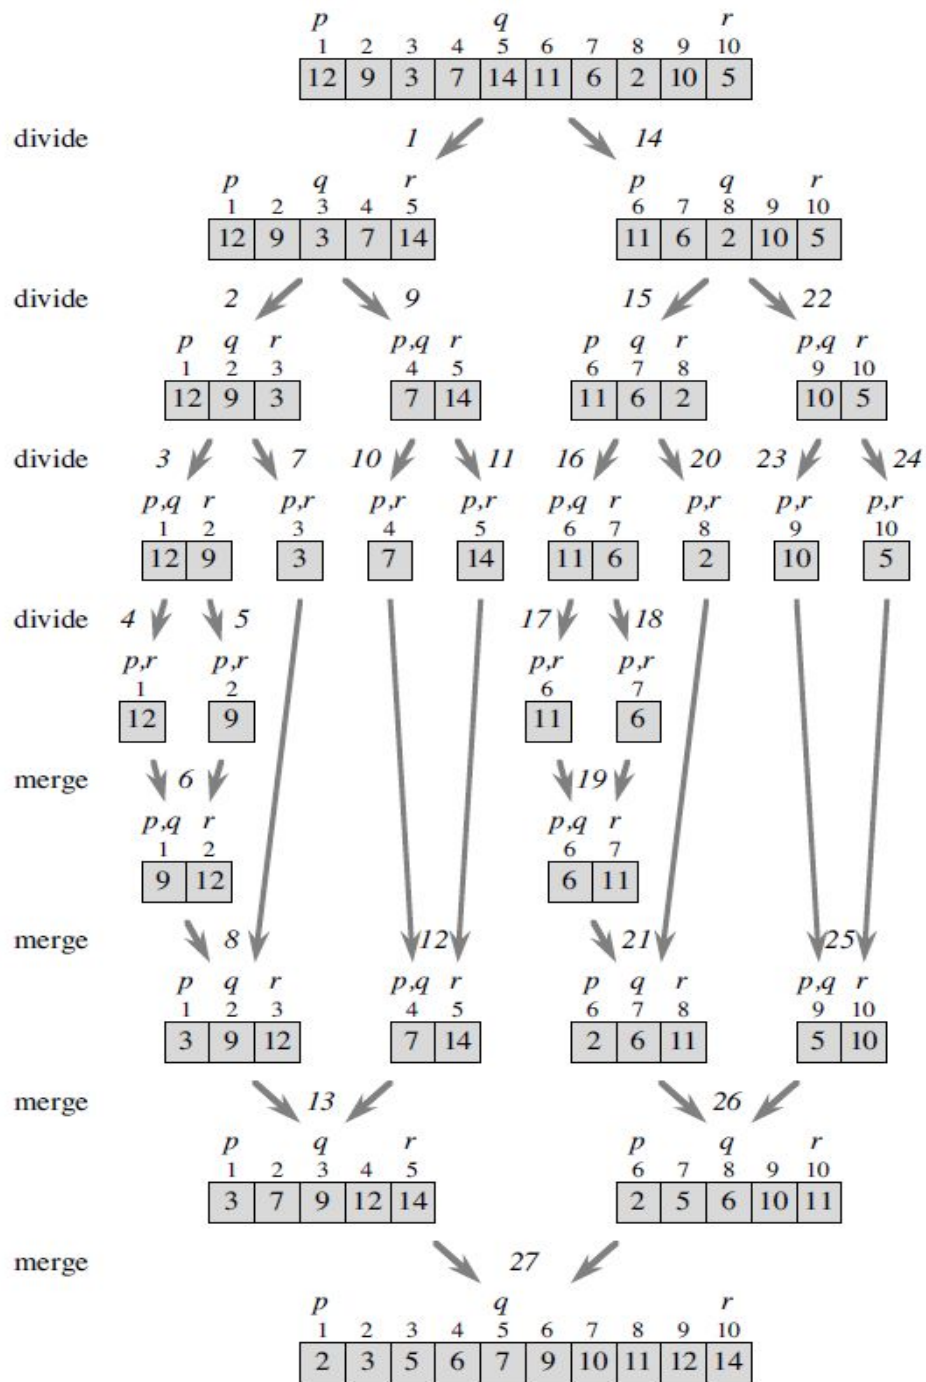 p q r
1 2 3 4 5 6 7 8 9 10
12 9 3 7 14 11 6 2 10 5
divide 1 14
p q r p q r
1 2 3 4 5 6 7 8 9 10
12 9 3 7 14 11 6 2 10 5
divide 2 9 15 22
p q r p,q r p q r p,q r
1 2 3 4 5 6 7 8 9 10
12 9 3 7 14 11 6 2 10 5
divide 3 7 10 11 16 20 23 24
p,q r p,r p,r p,r p,q r p,r p,r p,r
1 2 3 4 5 6 7 8 9 10
12 9 3 7 14 11 6 2 10 5
divide 4 5 17 18
p,r p,r p,r p,r
1 2 6 7
12 9 11 6
merge 6 19
p,q r p,q r
1 2 6 7
9 12 6 11
merge 8 12 21 25
p q r p,q r p q r p,q r
1 2 3 4 5 6 7 8 9 10
3 9 12 7 14 2 6 11 5 10
merge 13 26
p q r p q r
1 2 3 4 5 6 7 8 9 10
3 7 9 12 14 2 5 6 10 11
merge 27
p q r
1 2 3 4 5 6 7 8 9 10
2 3 5 6 7 9 10 11 12 14